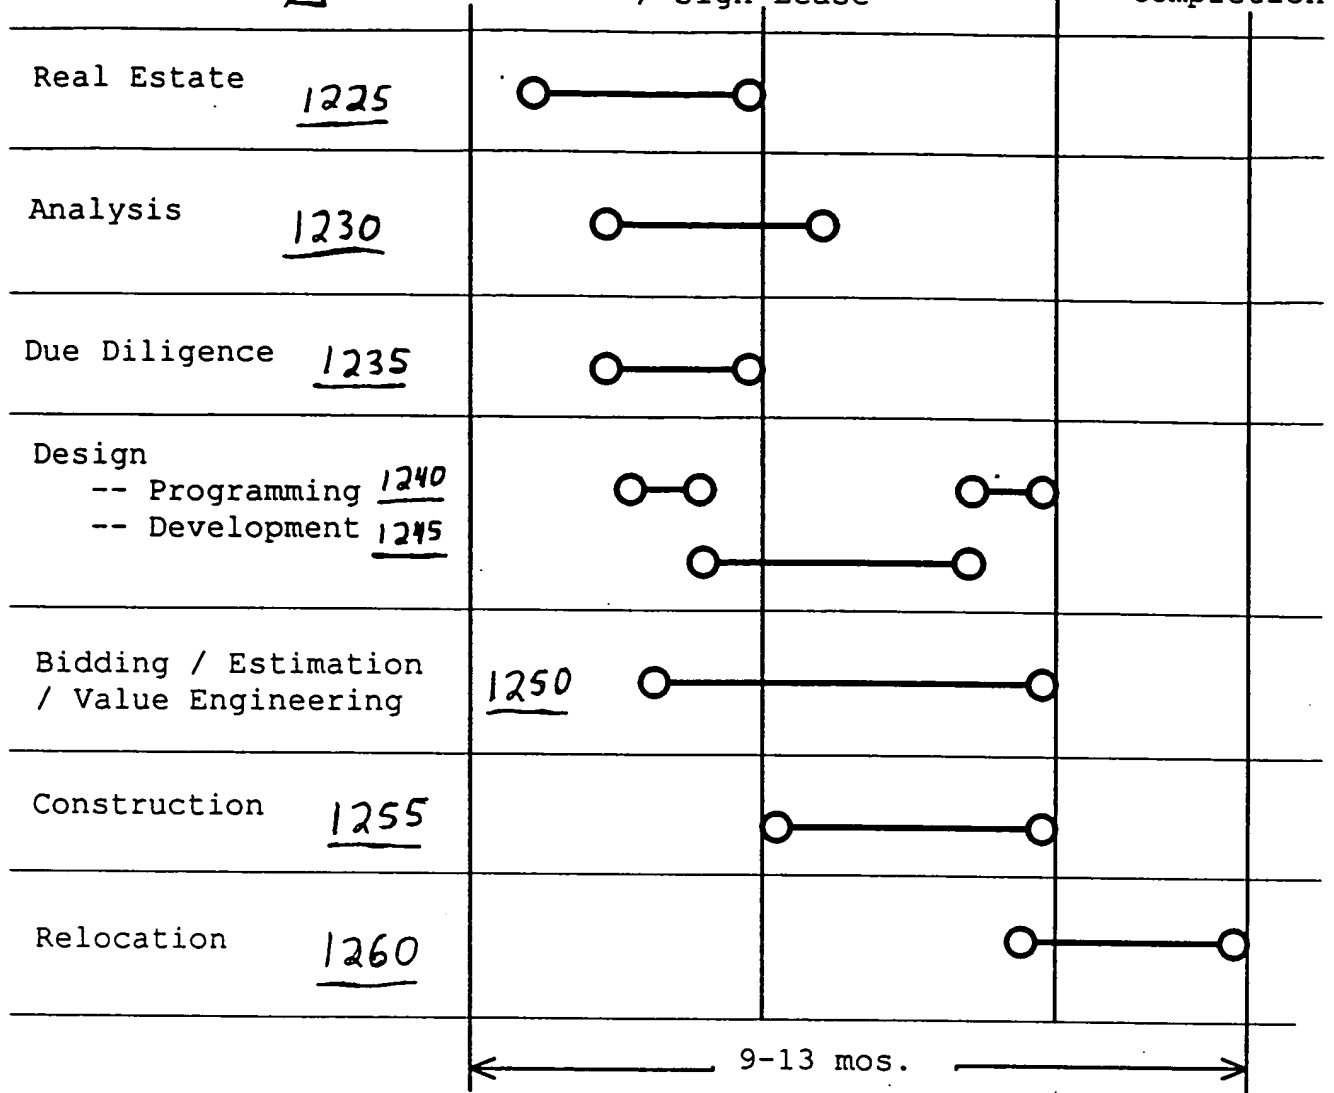 / Sign Lease
Completion
Real Estate 1225
Analysis 1230
Due Diligence 1235
Design
-- Programming 1240
-- Development 1245
Bidding / Estimation
/ Value Engineering 1250
Construction 1255
Relocation 1260
9-13 mos.